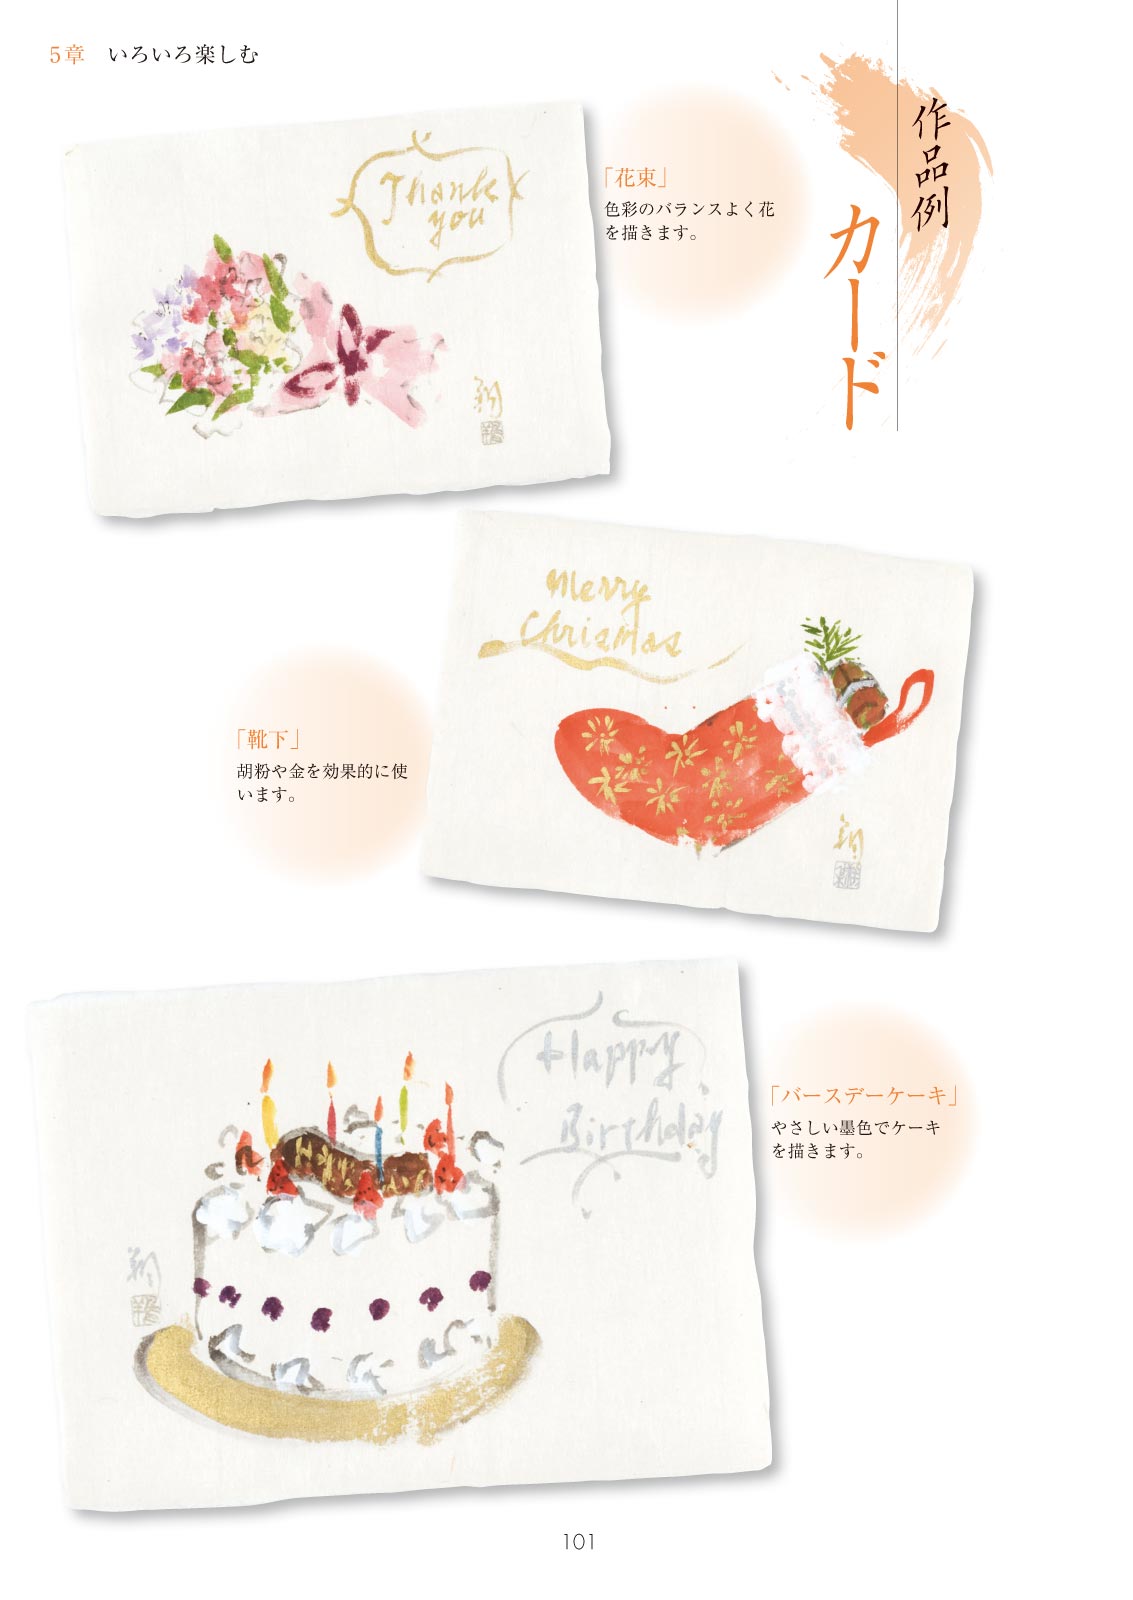 5章 いろいろ楽しむ
作品例
カード
Thank
you
「花束」
色彩のバランスよく花
を描きます。
翔
Merry
Chrismas
「靴下」
胡粉や金を効果的に使
います。
翔
Happy
Birthday
「バースデーケーキ」
やさしい墨色でケーキ
を描きます。
翔
101